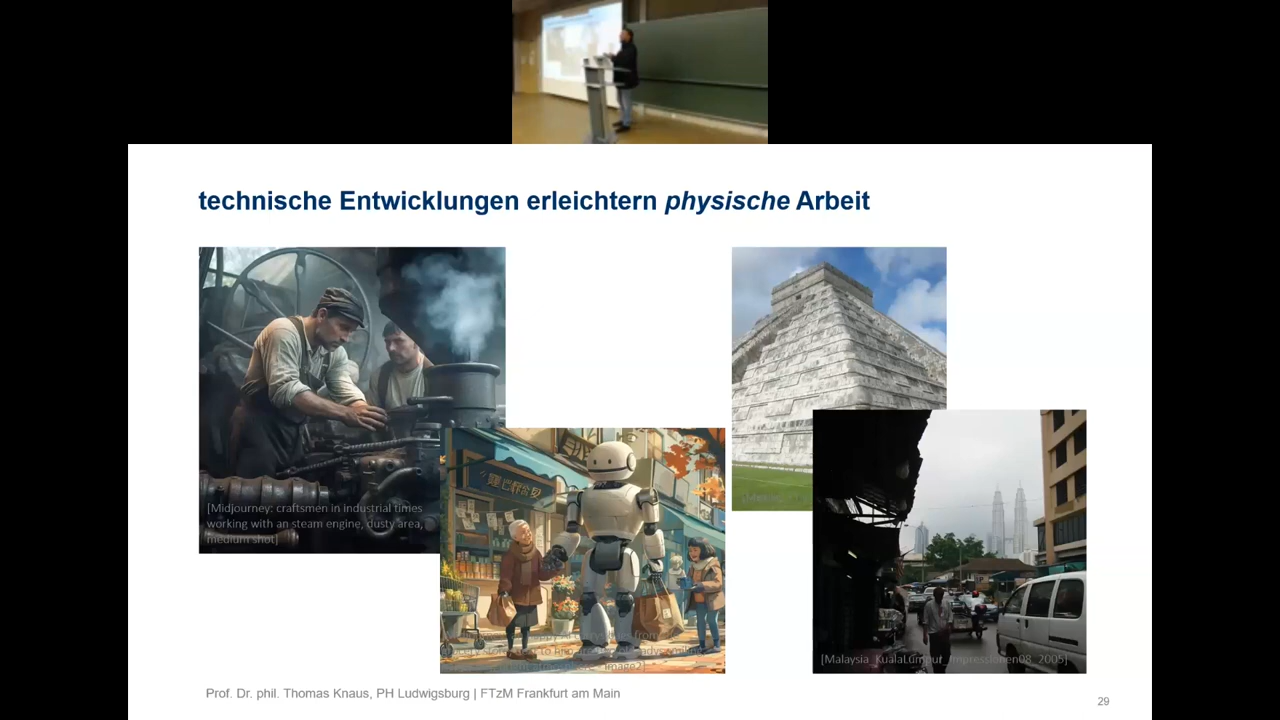 technische Entwicklungen erleichtern physische Arbeit
[Midjourney: craftsmen in industrial times
working with an steam engine, dusty area,
medium shot]
[Malaysia_KualaLumpur_Impressionen08_2005]
Prof. Dr. phil. Thomas Knaus, PH Ludwigsburg | FTzM Frankfurt am Main
29